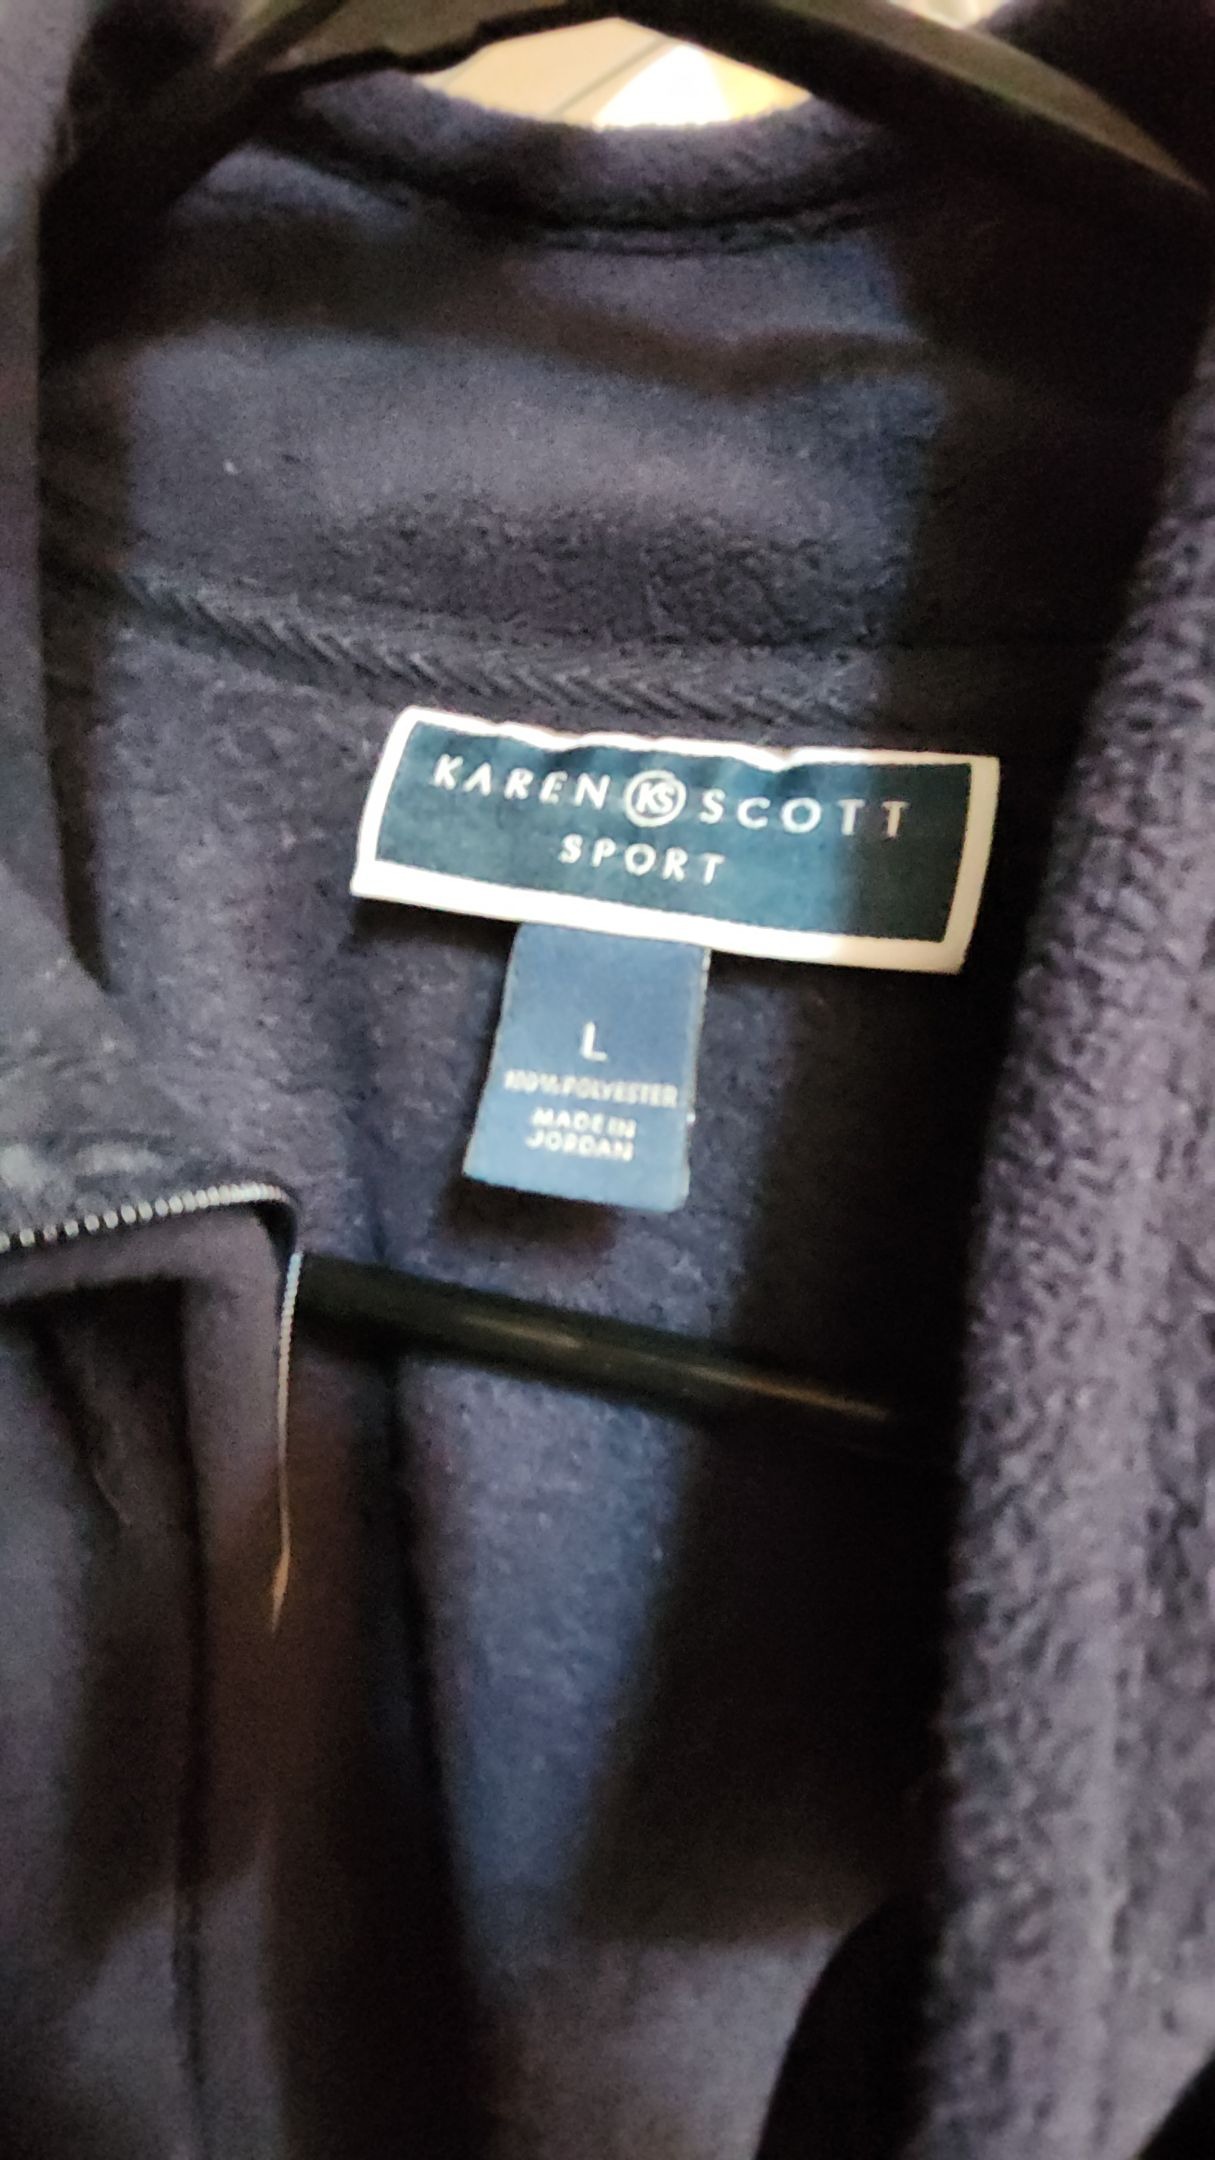 KAREN KS SCOTT
SPORT
L
100% POLYESTER
MADE IN
JORDAN